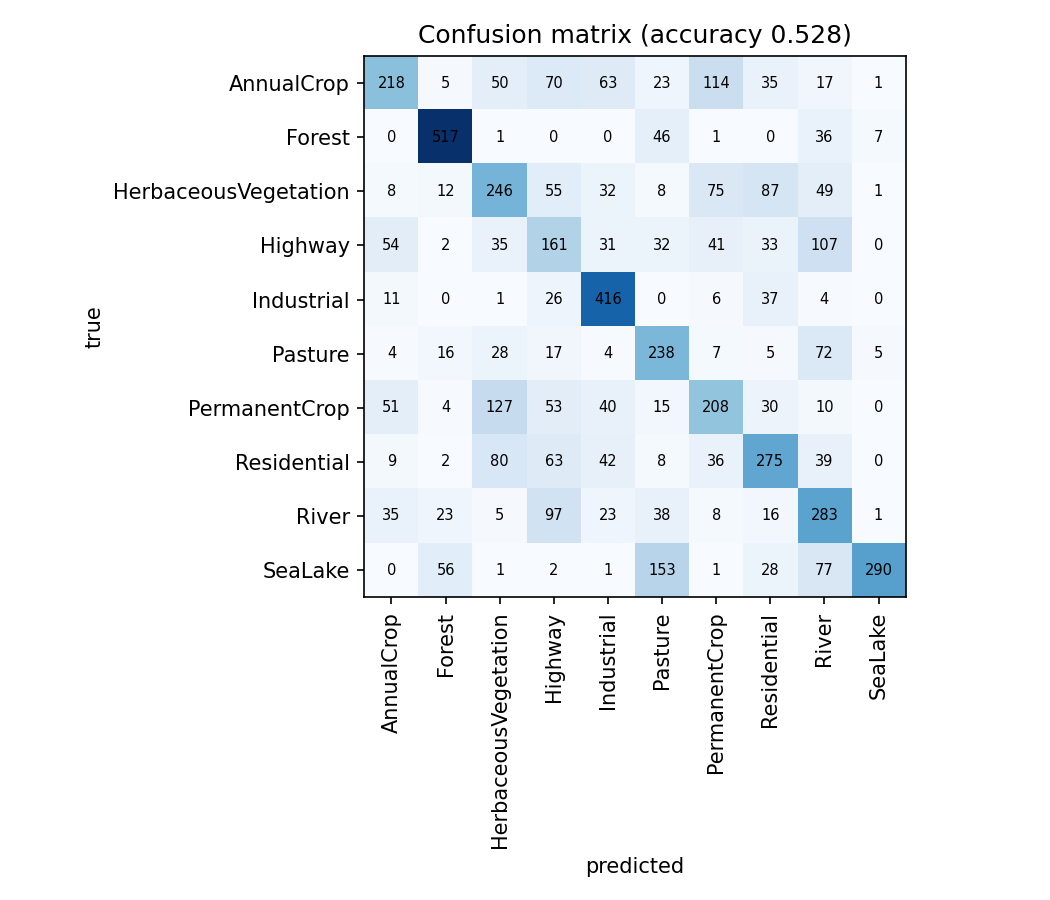 Confusion matrix (accuracy 0.528)
AnnualCrop 218 5 50 70 63 23 114 35 17 1
Forest 0 517 1 0 0 46 1 0 36 7
HerbaceousVegetation 8 12 246 55 32 8 75 87 49 1
Highway 54 2 35 161 31 32 41 33 107 0
Industrial 11 0 1 26 416 0 6 37 4 0
Pasture 4 16 28 17 4 238 7 5 72 5
PermanentCrop 51 4 127 53 40 15 208 30 10 0
Residential 9 2 80 63 42 8 36 275 39 0
River 35 23 5 97 23 38 8 16 283 1
SeaLake 0 56 1 2 1 153 1 28 77 290
true
AnnualCrop Forest HerbaceousVegetation Highway Industrial Pasture PermanentCrop Residential River SeaLake
predicted